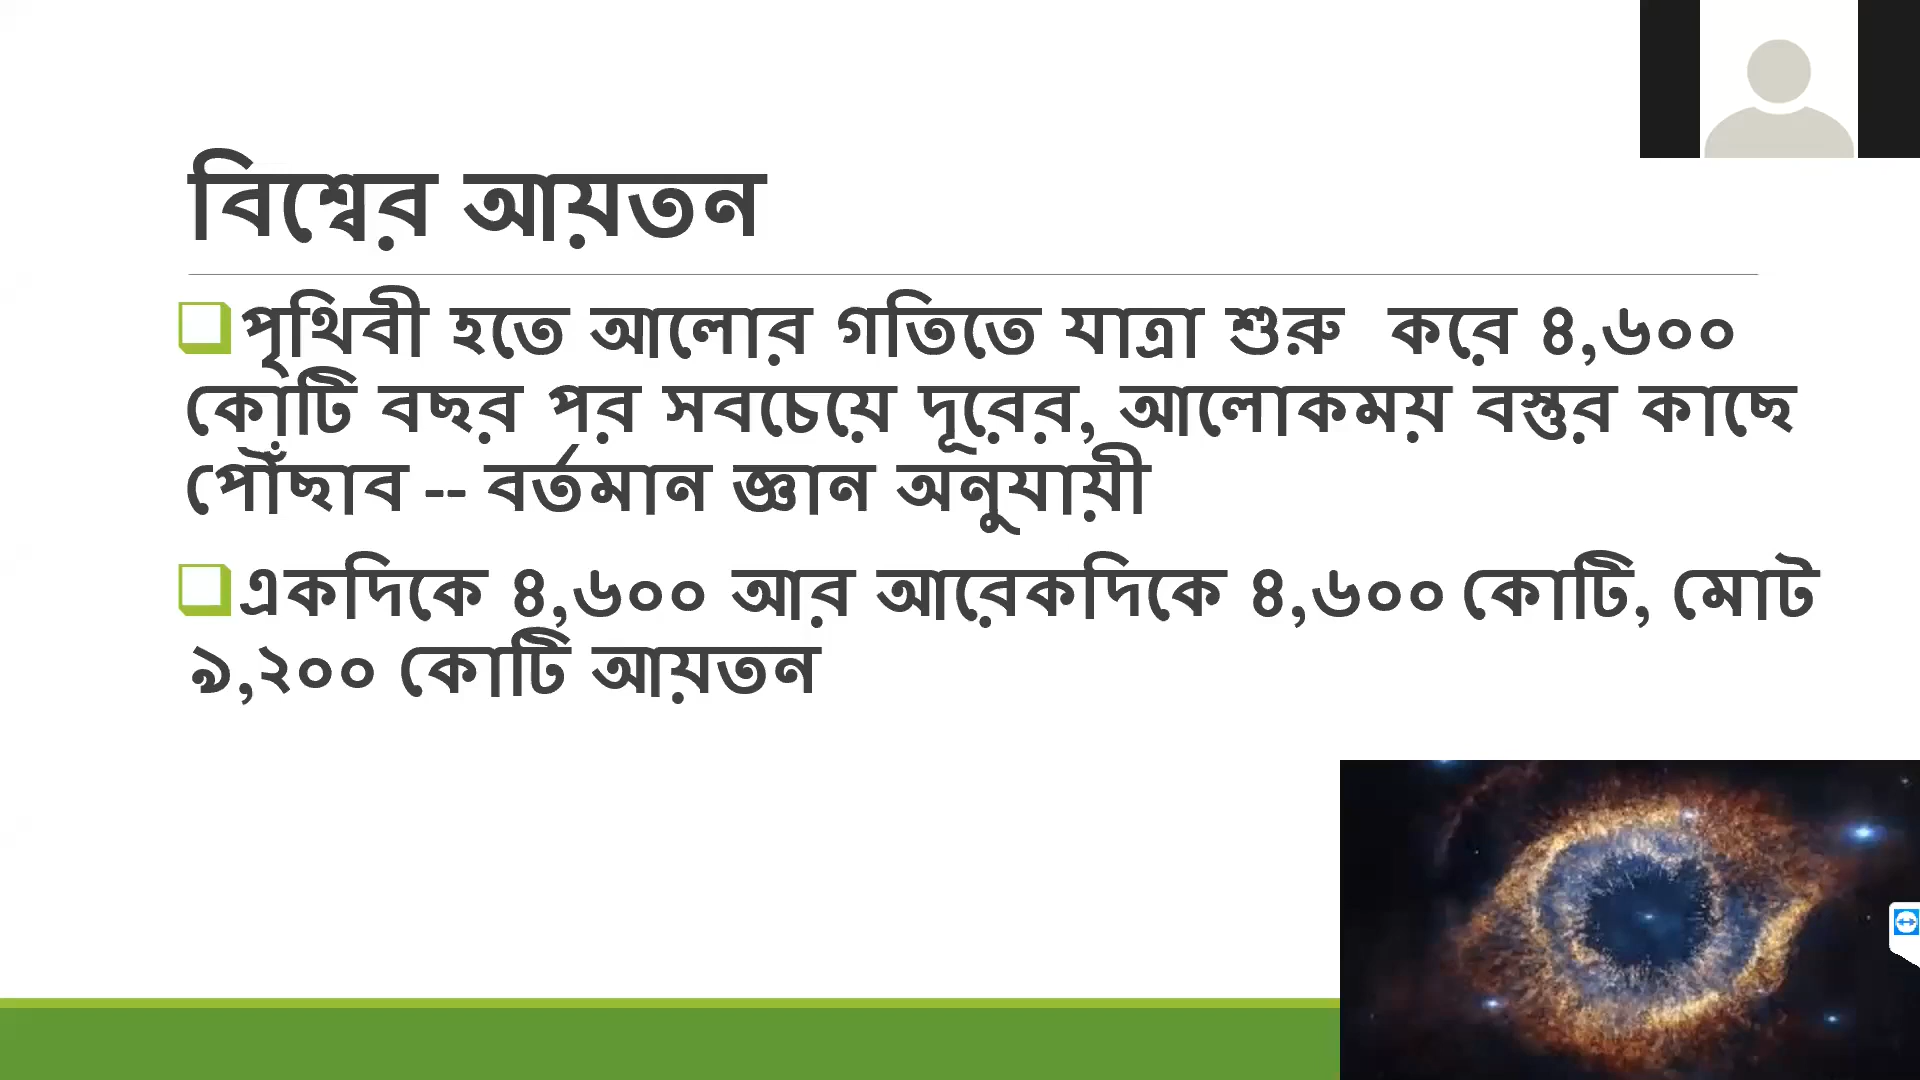 বিশ্বের আয়তন
পৃথিবী হতে আলোর গতিতে যাত্রা শুরু করে ৪,৬০০
কোটি বছর পর সবচেয়ে দূরের, আলোকময় বস্তুর কাছে
পৌঁছাব -- বর্তমান জ্ঞান অনুযায়ী
একদিকে ৪,৬০০ আর আরেকদিকে ৪,৬০০ কোটি, মোট
৯,২০০ কোটি আয়তন